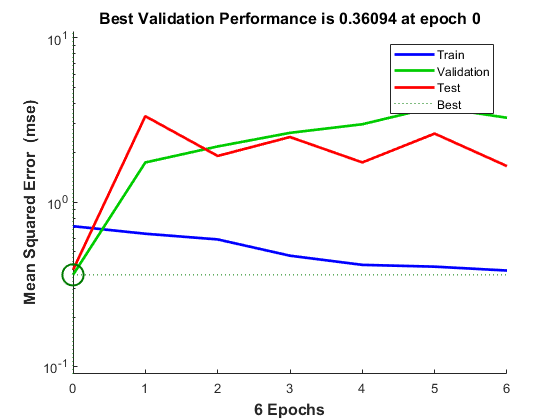 Best Validation Performance is 0.36094 at epoch 0
10^1
Train
Validation
Test
Best
Mean Squared Error (mse)
10^0
10^-1
0 1 2 3 4 5 6
6 Epochs